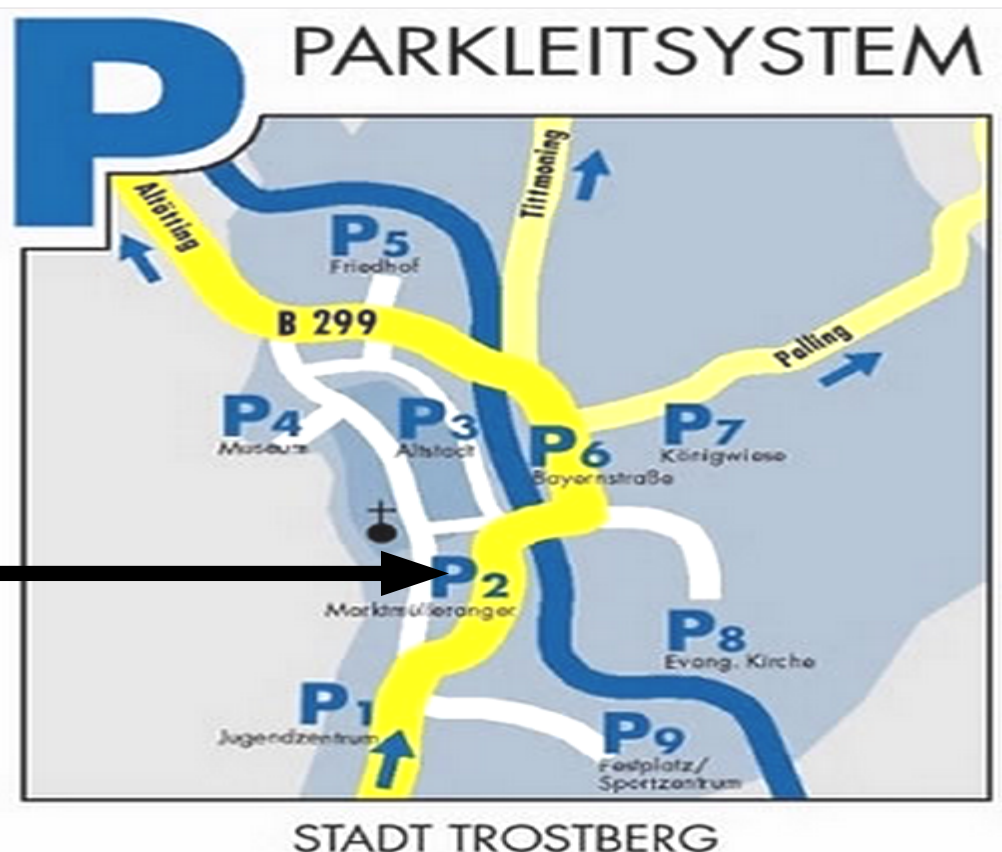 P
PARKLEITSYSTEM
Tittmoning
Altötting
P5
Friedhof
B 299
Palling
P4
Museum
P3
Altstadt
P6
Bayernstraße
P7
Königwiese
P2
Marktmülleranger
P8
Evang. Kirche
P1
Jugendzentrum
P9
Festplatz/
Sportzentrum
STADT TROSTBERG